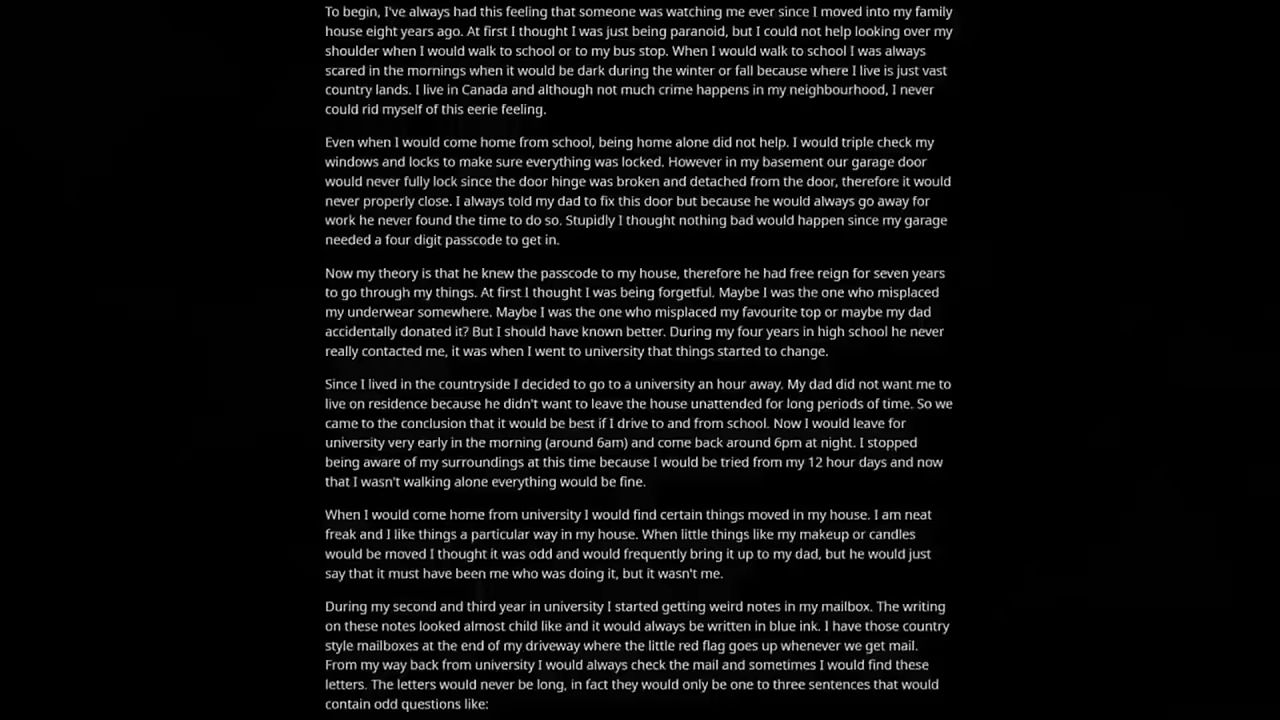 To begin, I've always had this feeling that someone was watching me ever since I moved into my family
house eight years ago. At first I thought I was just being paranoid, but I could not help looking over my
shoulder when I would walk to school or to my bus stop. When I would walk to school I was always
scared in the mornings when it would be dark during the winter or fall because where I live is just vast
country lands. I live in Canada and although not much crime happens in my neighbourhood, I never
could rid myself of this eerie feeling.
Even when I would come home from school, being home alone did not help. I would triple check my
windows and locks to make sure everything was locked. However in my basement our garage door
would never fully lock since the door hinge was broken and detached from the door, therefore it would
never properly close. I always told my dad to fix this door but because he would always go away for
work he never found the time to do so. Stupidly I thought nothing bad would happen since my garage
needed a four digit passcode to get in.
Now my theory is that he knew the passcode to my house, therefore he had free reign for seven years
to go through my things. At first I thought I was being forgetful. Maybe I was the one who misplaced
my underwear somewhere. Maybe I was the one who misplaced my favourite top or maybe my dad
accidentally donated it? But I should have known better. During my four years in high school he never
really contacted me, it was when I went to university that things started to change.
Since I lived in the countryside I decided to go to a university an hour away. My dad did not want me to
live on residence because he didn't want to leave the house unattended for long periods of time. So we
came to the conclusion that it would be best if I drive to and from school. Now I would leave for
university very early in the morning (around 6am) and come back around 6pm at night. I stopped
being aware of my surroundings at this time because I would be tried from my 12 hour days and now
that I wasn't walking alone everything would be fine.
When I would come home from university I would find certain things moved in my house. I am neat
freak and I like things a particular way in my house. When little things like my makeup or candles
would be moved I thought it was odd and would frequently bring it up to my dad, but he would just
say that it must have been me who was doing it, but it wasn't me.
During my second and third year in university I started getting weird notes in my mailbox. The writing
on these notes looked almost child like and it would always be written in blue ink. I have those country
style mailboxes at the end of my driveway where the little red flag goes up whenever we get mail.
From my way back from university I would always check the mail and sometimes I would find these
letters. The letters would never be long, in fact they would only be one to three sentences that would
contain odd questions like: